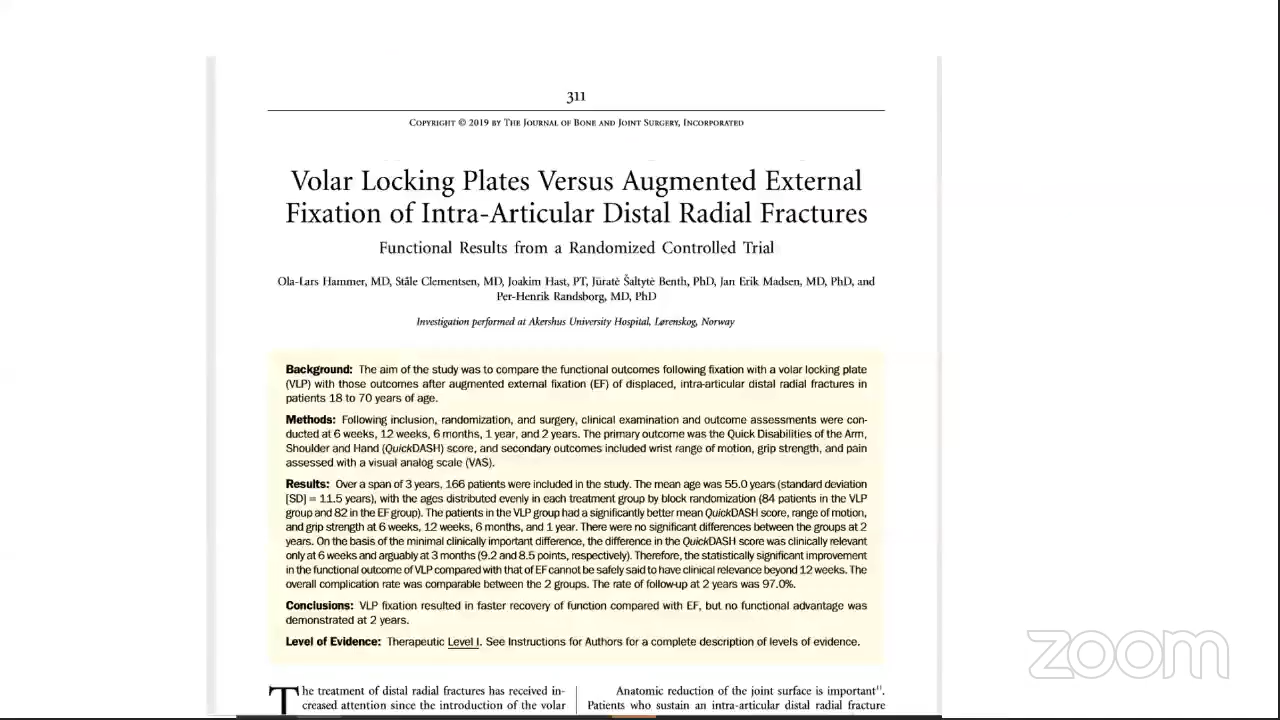 311
COPYRIGHT © 2019 BY THE JOURNAL OF BONE AND JOINT SURGERY, INCORPORATED
Volar Locking Plates Versus Augmented External
Fixation of Intra-Articular Distal Radial Fractures
Functional Results from a Randomized Controlled Trial
Ola-Lars Hammer, MD, Ståle Clementsen, MD, Joakim Hast, PT, Jūratė Šaltytė Benth, PhD, Jan Erik Madsen, MD, PhD, and
Per-Henrik Randsborg, MD, PhD
Investigation performed at Akershus University Hospital, Lørenskog, Norway
Background: The aim of the study was to compare the functional outcomes following fixation with a volar locking plate
(VLP) with those outcomes after augmented external fixation (EF) of displaced, intra-articular distal radial fractures in
patients 18 to 70 years of age.
Methods: Following inclusion, randomization, and surgery, clinical examination and outcome assessments were con-
ducted at 6 weeks, 12 weeks, 6 months, 1 year, and 2 years. The primary outcome was the Quick Disabilities of the Arm,
Shoulder and Hand (QuickDASH) score, and secondary outcomes included wrist range of motion, grip strength, and pain
assessed with a visual analog scale (VAS).
Results: Over a span of 3 years, 166 patients were included in the study. The mean age was 55.0 years (standard deviation
[SD] = 11.5 years), with the ages distributed evenly in each treatment group by block randomization (84 patients in the VLP
group and 82 in the EF group). The patients in the VLP group had a significantly better mean QuickDASH score, range of motion,
and grip strength at 6 weeks, 12 weeks, 6 months, and 1 year. There were no significant differences between the groups at 2
years. On the basis of the minimal clinically important difference, the difference in the QuickDASH score was clinically relevant
only at 6 weeks and arguably at 3 months (9.2 and 8.5 points, respectively). Therefore, the statistically significant improvement
in the functional outcome of VLP compared with that of EF cannot be safely said to have clinical relevance beyond 12 weeks. The
overall complication rate was comparable between the 2 groups. The rate of follow-up at 2 years was 97.0%.
Conclusions: VLP fixation resulted in faster recovery of function compared with EF, but no functional advantage was
demonstrated at 2 years.
Level of Evidence: Therapeutic Level I. See Instructions for Authors for a complete description of levels of evidence.
The treatment of distal radial fractures has received in-
creased attention since the introduction of the volar
Anatomic reduction of the joint surface is important11.
Patients who sustain an intra-articular distal radial fracture
zoom